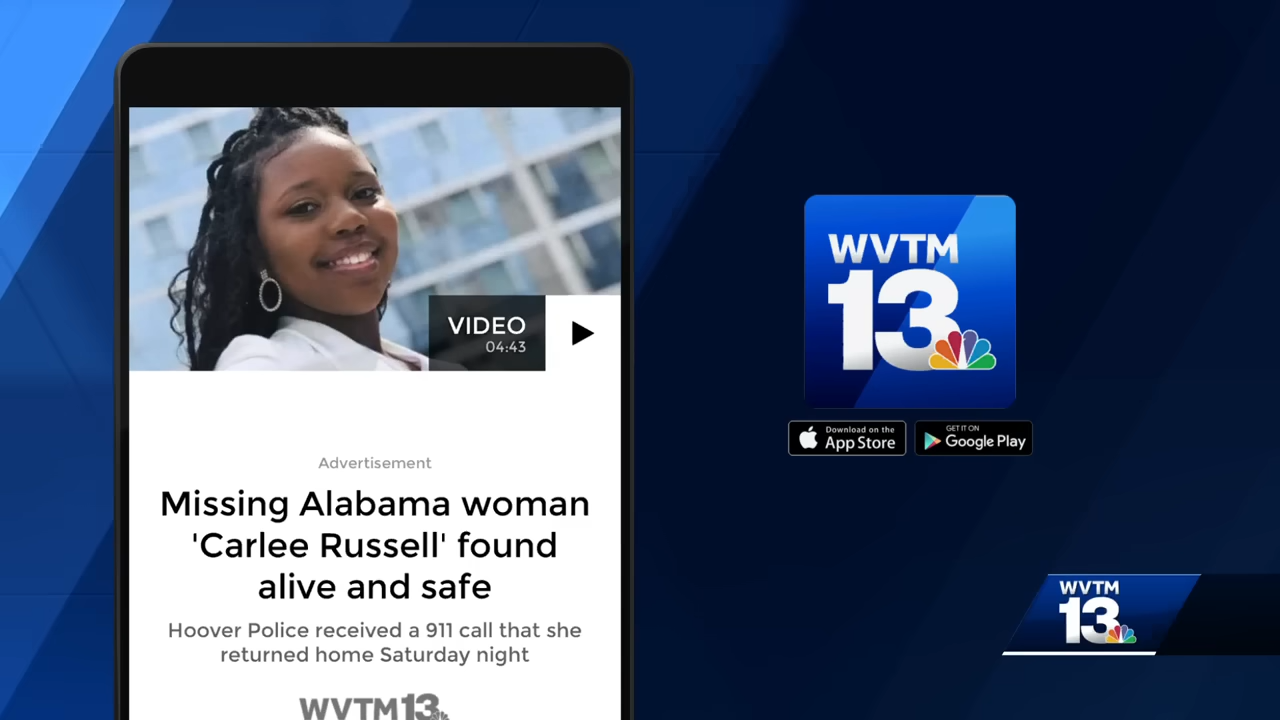 VIDEO
04:43
Advertisement
Missing Alabama woman
'Carlee Russell' found
alive and safe
Hoover Police received a 911 call that she
returned home Saturday night
WVTM13
WVTM
13
Download on the
App Store
GET IT ON
Google Play
WVTM
13